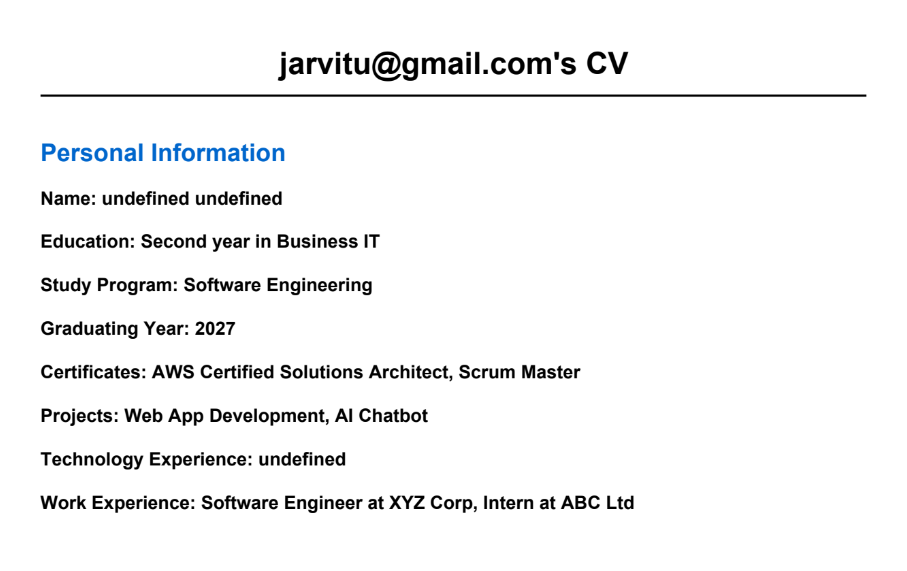 jarvitu@gmail.com's CV
Personal Information
Name: undefined undefined
Education: Second year in Business IT
Study Program: Software Engineering
Graduating Year: 2027
Certificates: AWS Certified Solutions Architect, Scrum Master
Projects: Web App Development, AI Chatbot
Technology Experience: undefined
Work Experience: Software Engineer at XYZ Corp, Intern at ABC Ltd